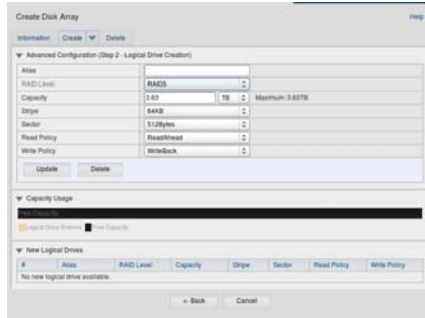 Create Disk Array
Help
Information Create Delete
Advanced Configuration (Step 2 - Logical Drive Creation)
Alias
RAID Level RAID5
Capacity 3.63 TB Maximum: 3.63TB
Stripe 64KB
Sector 512Bytes
Read Policy ReadAhead
Write Policy WriteBack
Update Delete
Capacity Usage
Free Capacity
Logical Drive Entered Free Capacity
New Logical Drives
# Alias RAID Level Capacity Stripe Sector Read Policy Write Policy
No new logical drive available.
<- Back Cancel